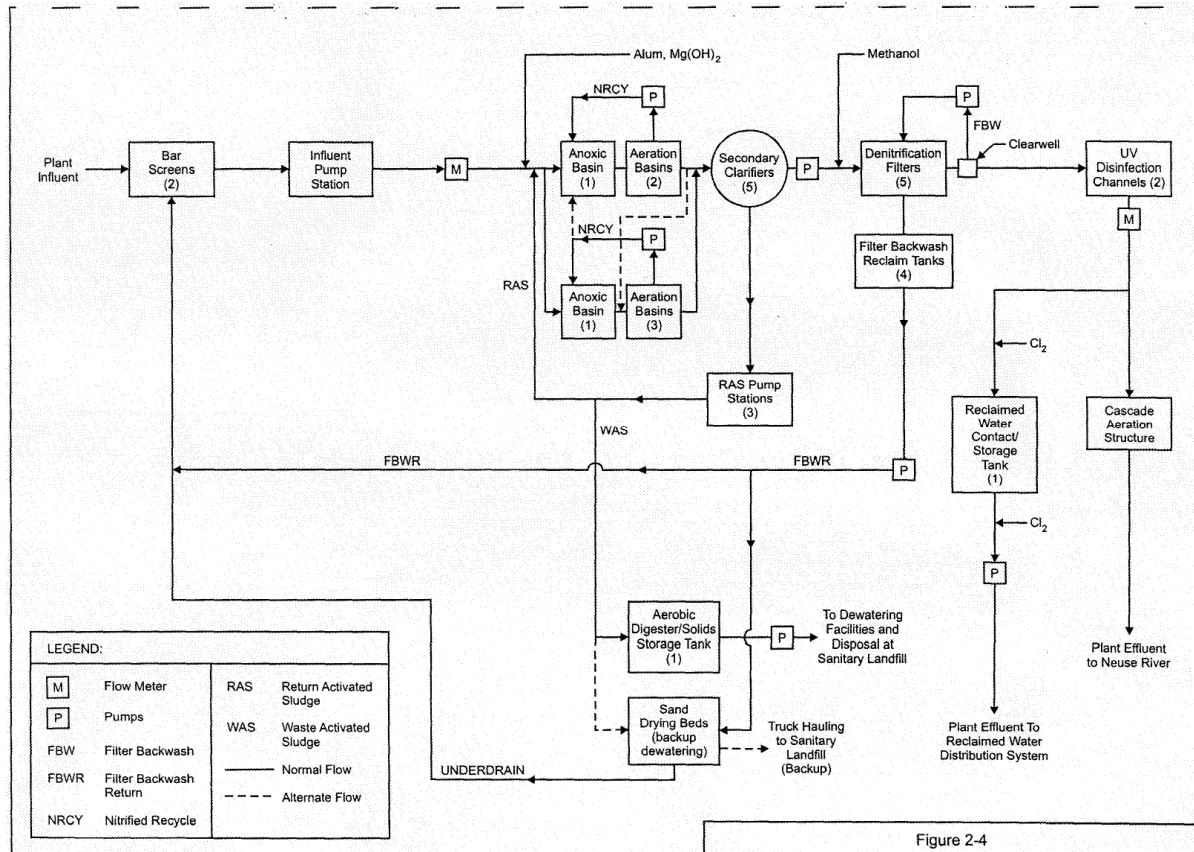 Alum, Mg(OH)2
Methanol
NRCY
P
P
FBW
Clearwell
Plant
Influent
Bar
Screens
(2)
Influent
Pump
Station
M
Anoxic
Basin
(1)
Aeration
Basins
(2)
Secondary
Clarifiers
(5)
P
Denitrification
Filters
(5)
UV
Disinfection
Channels (2)
M
NRCY
P
Filter Backwash
Reclaim Tanks
(4)
RAS
Anoxic
Basin
(1)
Aeration
Basins
(3)
Cl2
RAS Pump
Stations
(3)
Reclaimed
Water
Contact/
Storage
Tank
(1)
Cascade
Aeration
Structure
WAS
FBWR
FBWR
P
Cl2
P
Aerobic
Digester/Solids
Storage Tank
(1)
P
To Dewatering
Facilities and
Disposal at
Sanitary Landfill
Plant Effluent
to Neuse River
Sand
Drying Beds
(backup
dewatering)
Truck Hauling
to Sanitary
Landfill
(Backup)
Plant Effluent To
Reclaimed Water
Distribution System
UNDERDRAIN
LEGEND:
M Flow Meter
P Pumps
FBW Filter Backwash
FBWR Filter Backwash
Return
NRCY Nitrified Recycle
RAS Return Activated
Sludge
WAS Waste Activated
Sludge
Normal Flow
Alternate Flow
Figure 2-4